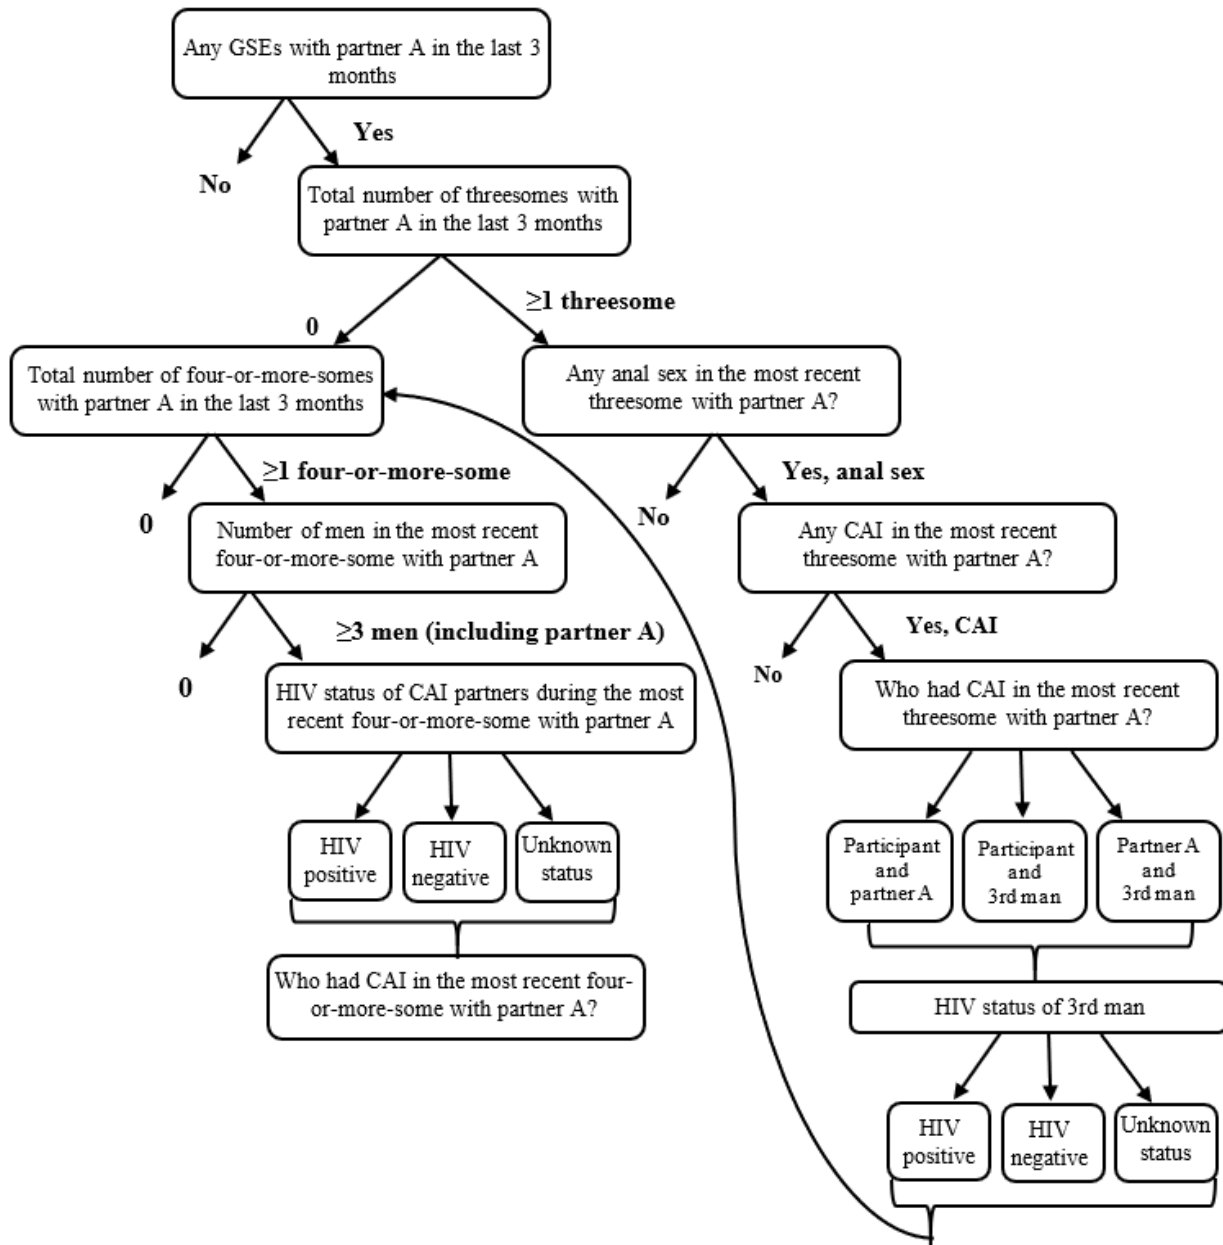 Any GSEs with partner A in the last 3
months
Yes
No
Total number of threesomes with
partner A in the last 3 months
≥1 threesome
0
Total number of four-or-more-somes
with partner A in the last 3 months
Any anal sex in the most recent
threesome with partner A?
≥1 four-or-more-some
Yes, anal sex
0
No
Number of men in the most recent
four-or-more-some with partner A
Any CAI in the most recent
threesome with partner A?
≥3 men (including partner A)
Yes, CAI
0
No
HIV status of CAI partners during the most
recent four-or-more-some with partner A
Who had CAI in the most recent
threesome with partner A?
HIV
positive
HIV
negative
Unknown
status
Participant
and
partner A
Participant
and
3rd man
Partner A
and
3rd man
Who had CAI in the most recent four-
or-more-some with partner A?
HIV status of 3rd man
HIV
positive
HIV
negative
Unknown
status